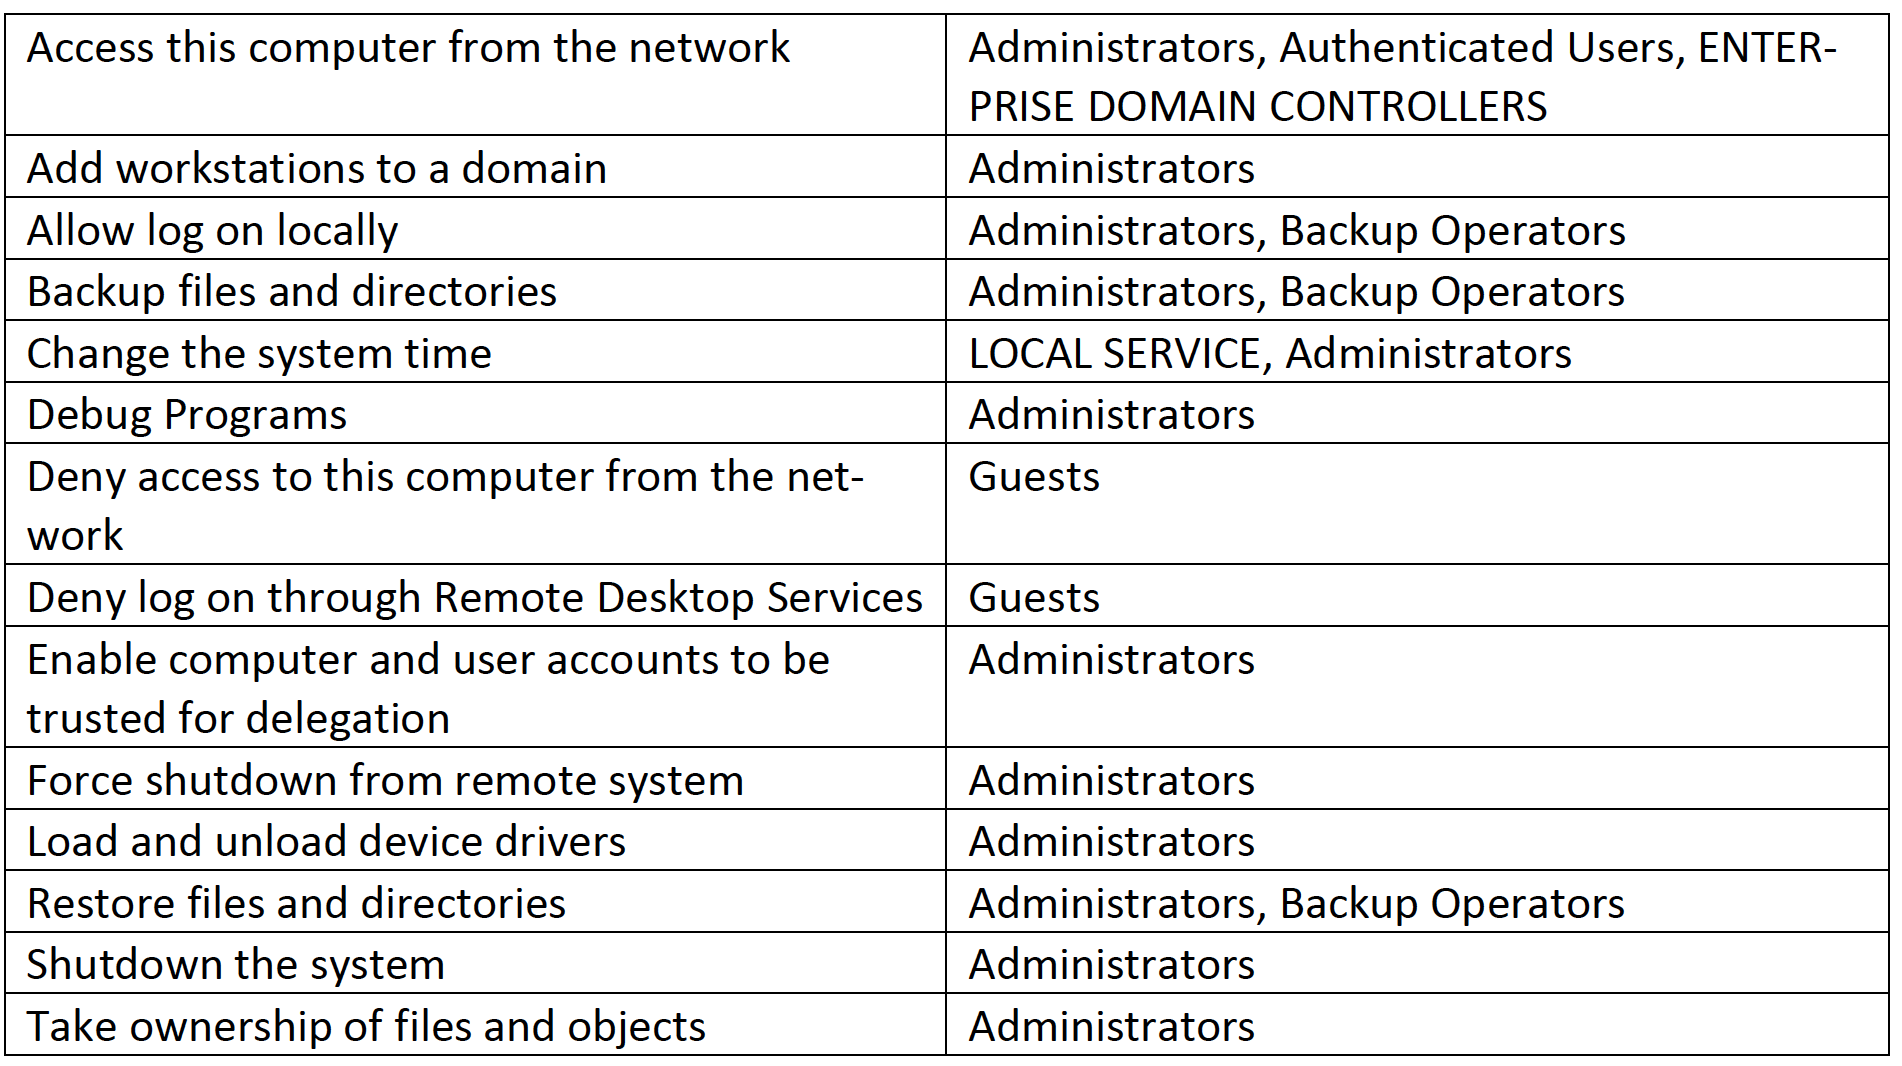 Access this computer from the network
Administrators, Authenticated Users, ENTER-
PRISE DOMAIN CONTROLLERS
Add workstations to a domain
Administrators
Allow log on locally
Administrators, Backup Operators
Backup files and directories
Administrators, Backup Operators
Change the system time
LOCAL SERVICE, Administrators
Debug Programs
Administrators
Deny access to this computer from the net-
work
Guests
Deny log on through Remote Desktop Services
Guests
Enable computer and user accounts to be
trusted for delegation
Administrators
Force shutdown from remote system
Administrators
Load and unload device drivers
Administrators
Restore files and directories
Administrators, Backup Operators
Shutdown the system
Administrators
Take ownership of files and objects
Administrators